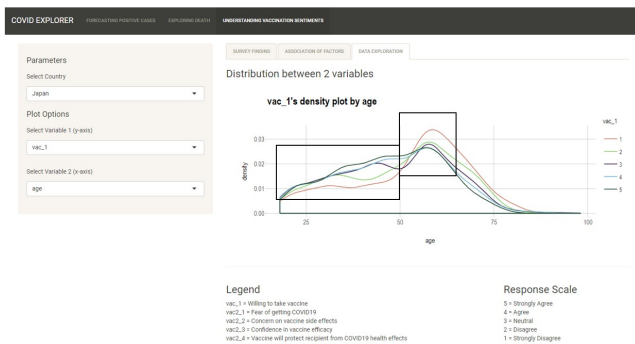 COVID EXPLORER FORECASTING POSITIVE CASES EXPLORING DEATH UNDERSTANDING VACCINATION SENTIMENTS
SURVEY FINDING ASSOCIATION OF FACTORS DATA EXPLORATION
Parameters
Select Country
Japan
Plot Options
Select Variable 1 (y-axis)
vac_1
Select Variable 2 (x-axis)
age
Distribution between 2 variables
vac_1's density plot by age
density
0.03
0.02
0.01
0.00
25 50 75 100
age
vac_1
1
2
3
4
5
Legend
vac_1 = Willing to take vaccine
vac2_1 = Fear of getting COVID19
vac2_2 = Concern on vaccine side effects
vac2_3 = Confidence in vaccine efficacy
vac2_4 = Vaccine will protect recipient from COVID19 health effects
Response Scale
5 = Strongly Agree
4 = Agree
3 = Neutral
2 = Disagree
1 = Strongly Disagree